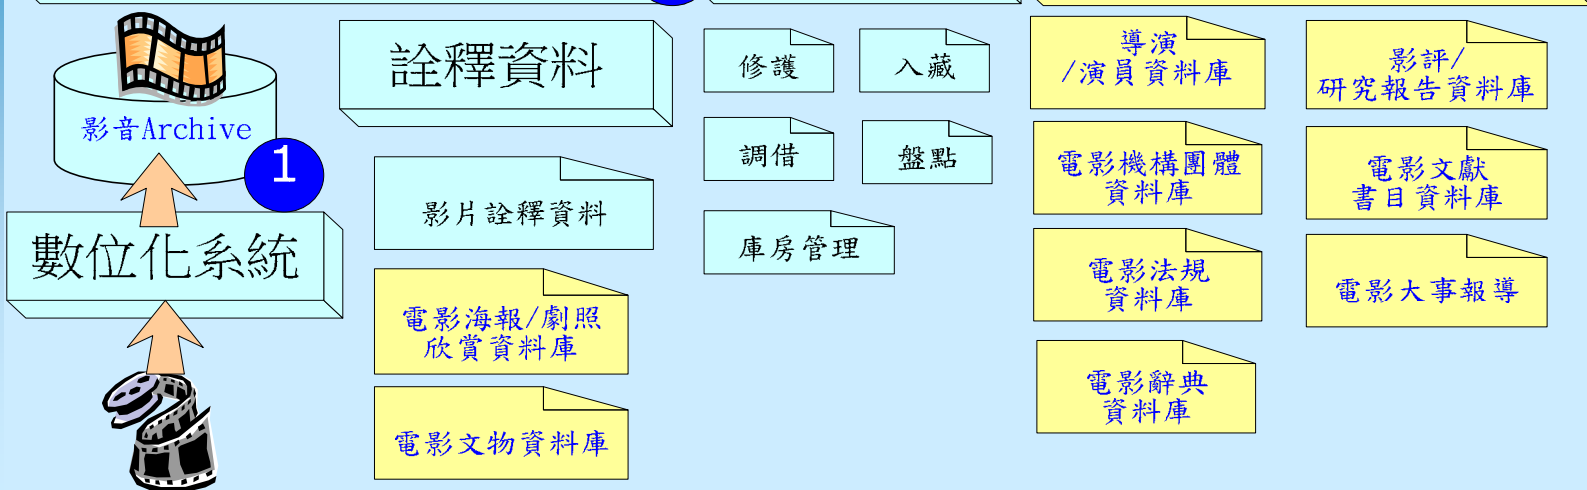 影音Archive
1
數位化系統
詮釋資料
影片詮釋資料
電影海報/劇照
欣賞資料庫
電影文物資料庫
修護
入藏
調借
盤點
庫房管理
導演
/演員資料庫
電影機構團體
資料庫
電影法規
資料庫
電影辭典
資料庫
影評/
研究報告資料庫
電影文獻
書目資料庫
電影大事報導